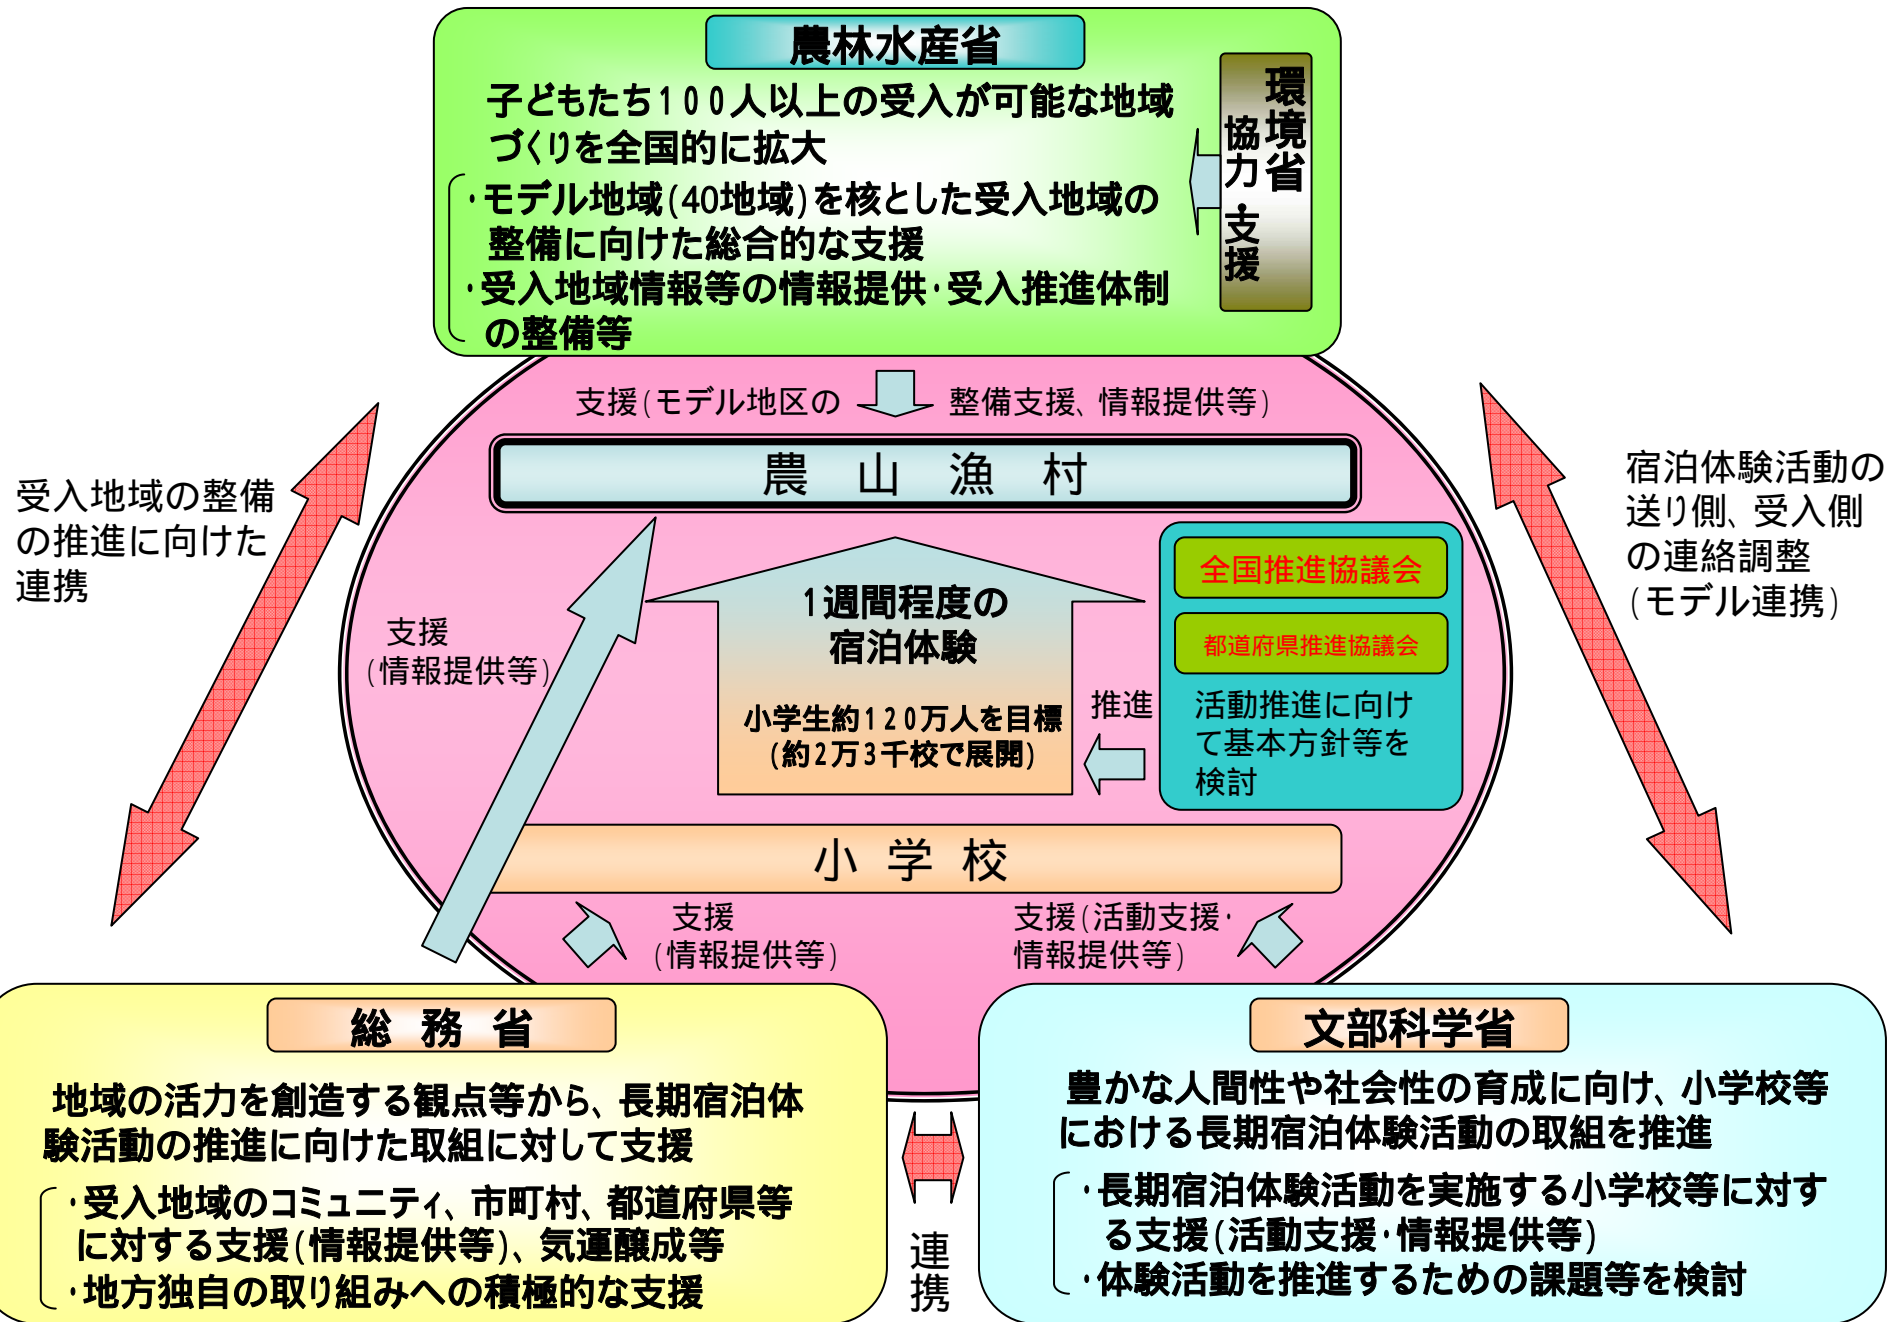 農林水産省
子どもたち100人以上の受入が可能な地域
づくりを全国的に拡大
・モデル地域(40地域)を核とした受入地域の
整備に向けた総合的な支援
・受入地域情報等の情報提供・受入推進体制
の整備等
環境省
協力・支援
支援(モデル地区の
整備支援、情報提供等)
農山漁村
受入地域の整備
の推進に向けた
連携
宿泊体験活動の
送り側、受入側
の連絡調整
(モデル連携)
支援
(情報提供等)
1週間程度の
宿泊体験
小学生約120万人を目標
(約2万3千校で展開)
推進
全国推進協議会
都道府県推進協議会
活動推進に向け
て基本方針等を
検討
小学校
支援
(情報提供等)
支援(活動支援・
情報提供等)
総務省
地域の活力を創造する観点等から、長期宿泊体
験活動の推進に向けた取組に対して支援
・受入地域のコミュニティ、市町村、都道府県等
に対する支援(情報提供等)、気運醸成等
・地方独自の取り組みへの積極的な支援
連携
文部科学省
豊かな人間性や社会性の育成に向け、小学校等
における長期宿泊体験活動の取組を推進
・長期宿泊体験活動を実施する小学校等に対す
る支援(活動支援・情報提供等)
・体験活動を推進するための課題等を検討